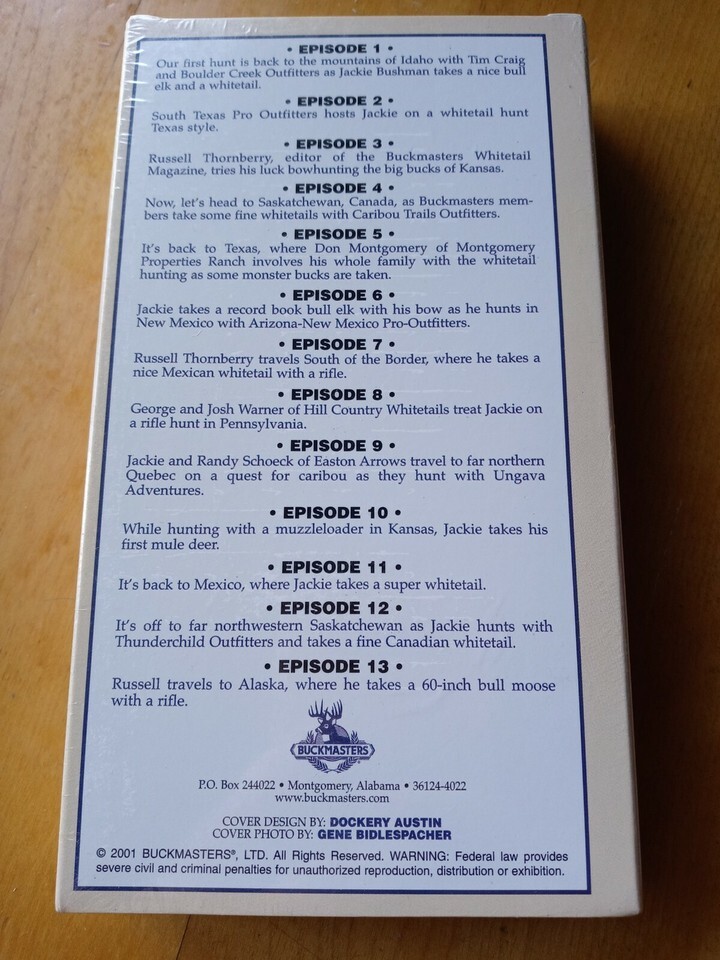 • EPISODE 1 •
Our first hunt is back to the mountains of Idaho with Tim Craig
and Boulder Creek Outfitters as Jackie Bushman takes a nice bull
elk and a whitetail.
• EPISODE 2 •
South Texas Pro Outfitters hosts Jackie on a whitetail hunt
Texas style.
• EPISODE 3 •
Russell Thornberry, editor of the Buckmasters Whitetail
Magazine, tries his luck bowhunting the big bucks of Kansas.
• EPISODE 4 •
Now, let's head to Saskatchewan, Canada, as Buckmasters mem-
bers take some fine whitetails with Caribou Trails Outfitters.
• EPISODE 5 •
It's back to Texas, where Don Montgomery of Montgomery
Properties Ranch involves his whole family with the whitetail
hunting as some monster bucks are taken.
• EPISODE 6 •
Jackie takes a record book bull elk with his bow as he hunts in
New Mexico with Arizona-New Mexico Pro-Outfitters.
• EPISODE 7 •
Russell Thornberry travels South of the Border, where he takes a
nice Mexican whitetail with a rifle.
• EPISODE 8 •
George and Josh Warner of Hill Country Whitetails treat Jackie on
a rifle hunt in Pennsylvania.
• EPISODE 9 •
Jackie and Randy Schoeck of Easton Arrows travel to far northern
Quebec on a quest for caribou as they hunt with Ungava
Adventures.
• EPISODE 10 •
While hunting with a muzzleloader in Kansas, Jackie takes his
first mule deer.
• EPISODE 11 •
It's back to Mexico, where Jackie takes a super whitetail.
• EPISODE 12 •
It's off to far northwestern Saskatchewan as Jackie hunts with
Thunderchild Outfitters and takes a fine Canadian whitetail.
• EPISODE 13 •
Russell travels to Alaska, where he takes a 60-inch bull moose
with a rifle.
BUCKMASTERS®
P.O. Box 244022 • Montgomery, Alabama • 36124-4022
www.buckmasters.com
COVER DESIGN BY: DOCKERY AUSTIN
COVER PHOTO BY: GENE BIDLESPACHER
© 2001 BUCKMASTERS®, LTD. All Rights Reserved. WARNING: Federal law provides
severe civil and criminal penalties for unauthorized reproduction, distribution or exhibition.